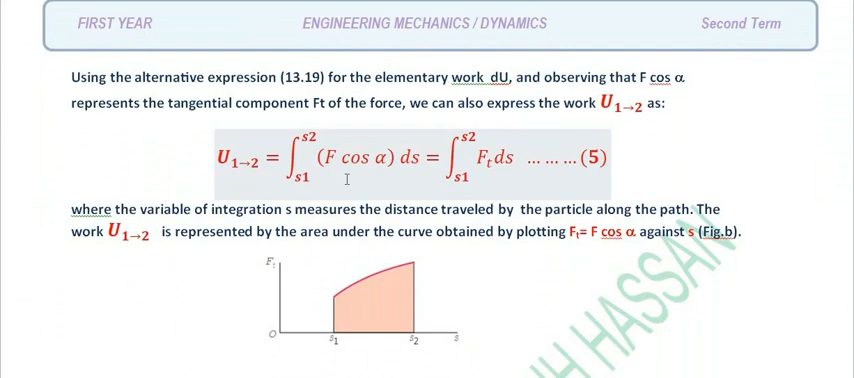 FIRST YEAR ENGINEERING MECHANICS / DYNAMICS Second Term
Using the alternative expression (13.19) for the elementary work dU, and observing that F cos α
represents the tangential component Ft of the force, we can also express the work U₁→₂ as:
U₁→₂ = ∫_{s1}^{s2} (F cos α) ds = ∫_{s1}^{s2} Fₜds ... ... ... (5)
where the variable of integration s measures the distance traveled by the particle along the path. The
work U₁→₂ is represented by the area under the curve obtained by plotting Fₜ= F cos α against s (Fig.b).
Fₜ
O s₁ s₂ s
HASSAN